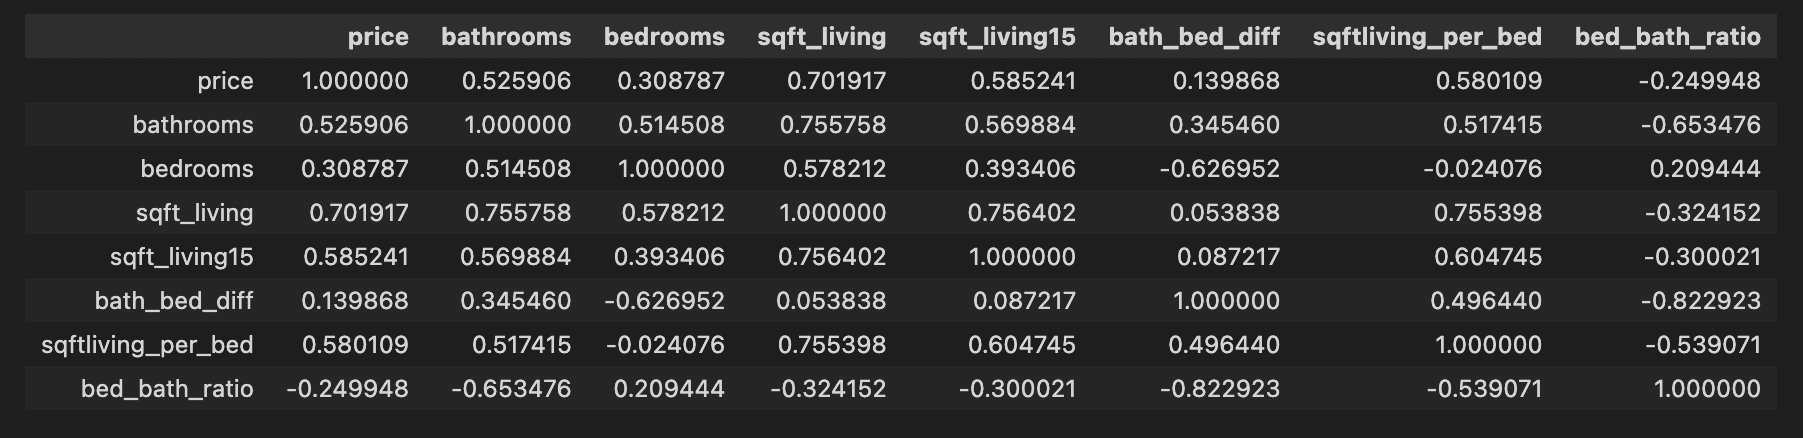 price bathrooms bedrooms sqft_living sqft_living15 bath_bed_diff sqftliving_per_bed bed_bath_ratio
price 1.000000 0.525906 0.308787 0.701917 0.585241 0.139868 0.580109 -0.249948
bathrooms 0.525906 1.000000 0.514508 0.755758 0.569884 0.345460 0.517415 -0.653476
bedrooms 0.308787 0.514508 1.000000 0.578212 0.393406 -0.626952 -0.024076 0.209444
sqft_living 0.701917 0.755758 0.578212 1.000000 0.756402 0.053838 0.755398 -0.324152
sqft_living15 0.585241 0.569884 0.393406 0.756402 1.000000 0.087217 0.604745 -0.300021
bath_bed_diff 0.139868 0.345460 -0.626952 0.053838 0.087217 1.000000 0.496440 -0.822923
sqftliving_per_bed 0.580109 0.517415 -0.024076 0.755398 0.604745 0.496440 1.000000 -0.539071
bed_bath_ratio -0.249948 -0.653476 0.209444 -0.324152 -0.300021 -0.822923 -0.539071 1.000000